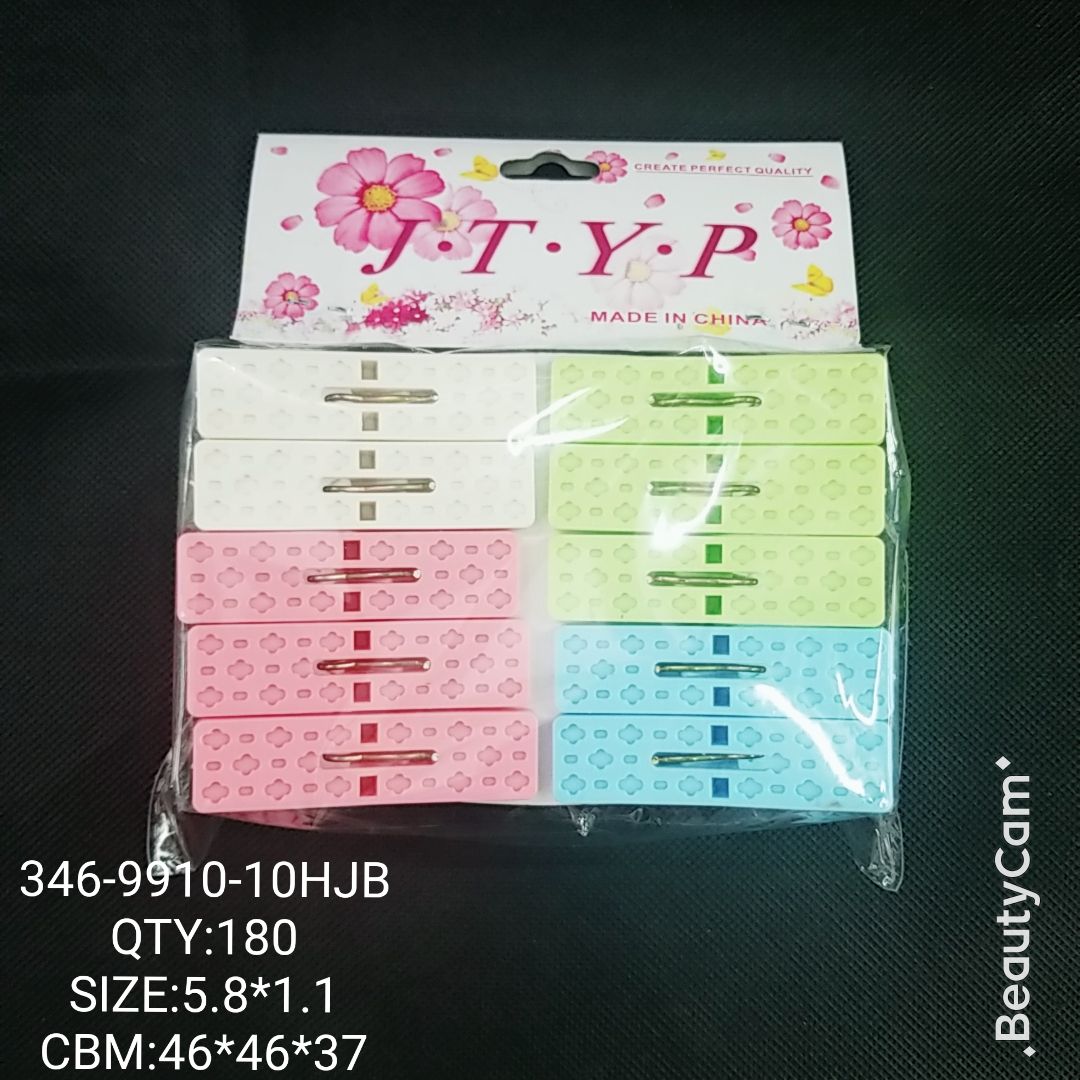 CREATE PERFECT QUALITY
J·T·Y·P
MADE IN CHINA
346-9910-10HJB
QTY:180
SIZE:5.8*1.1
CBM:46*46*37
·BeautyCam·